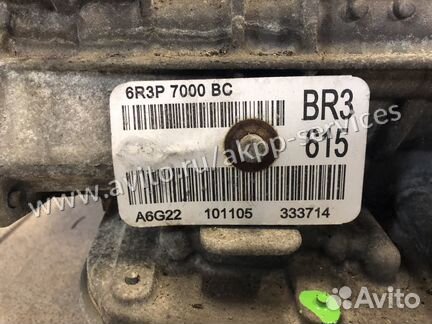 6R3P 7000 BC
BR3
615
A6G22 101105 333714
www.avito.ru/akpp-services
Avito